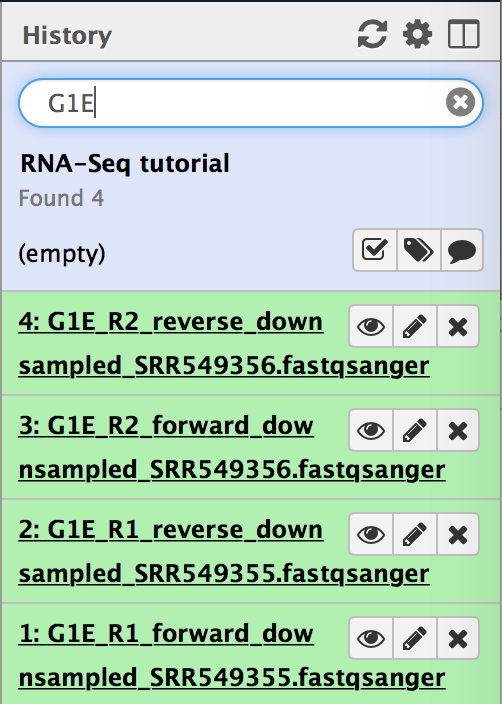 History
G1E
RNA-Seq tutorial
Found 4
(empty)
4: G1E_R2_reverse_down
sampled_SRR549356.fastqsanger
3: G1E_R2_forward_dow
nsampled_SRR549356.fastqsanger
2: G1E_R1_reverse_down
sampled_SRR549355.fastqsanger
1: G1E_R1_forward_dow
nsampled_SRR549355.fastqsanger